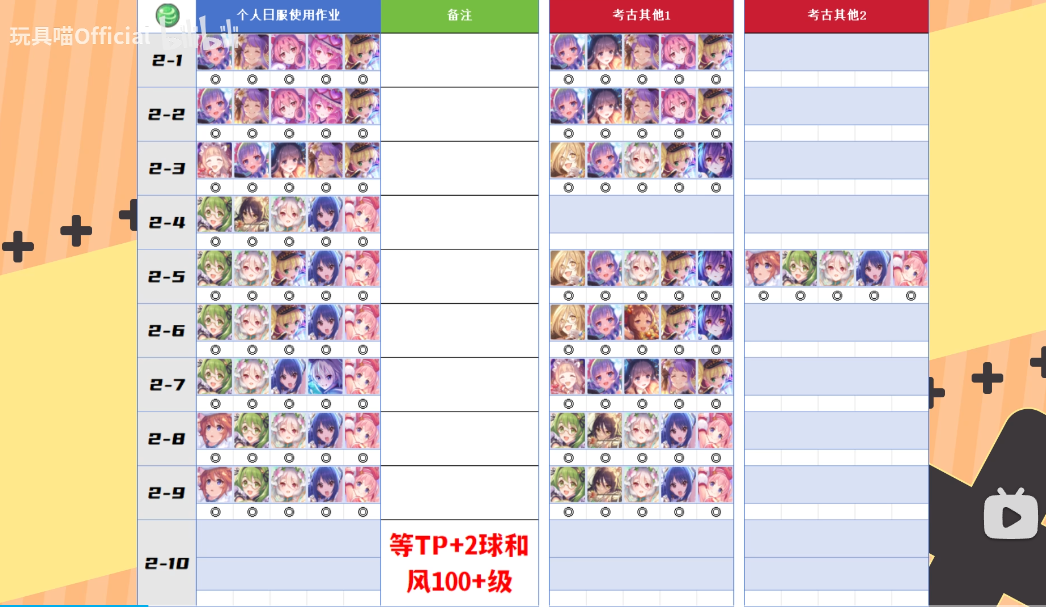 玩具喵Official
bilibili
个人日服使用作业
备注
考古其他1
考古其他2
2-1
2-2
2-3
2-4
2-5
2-6
2-7
2-8
2-9
2-10
等TP+2球和
风100+级